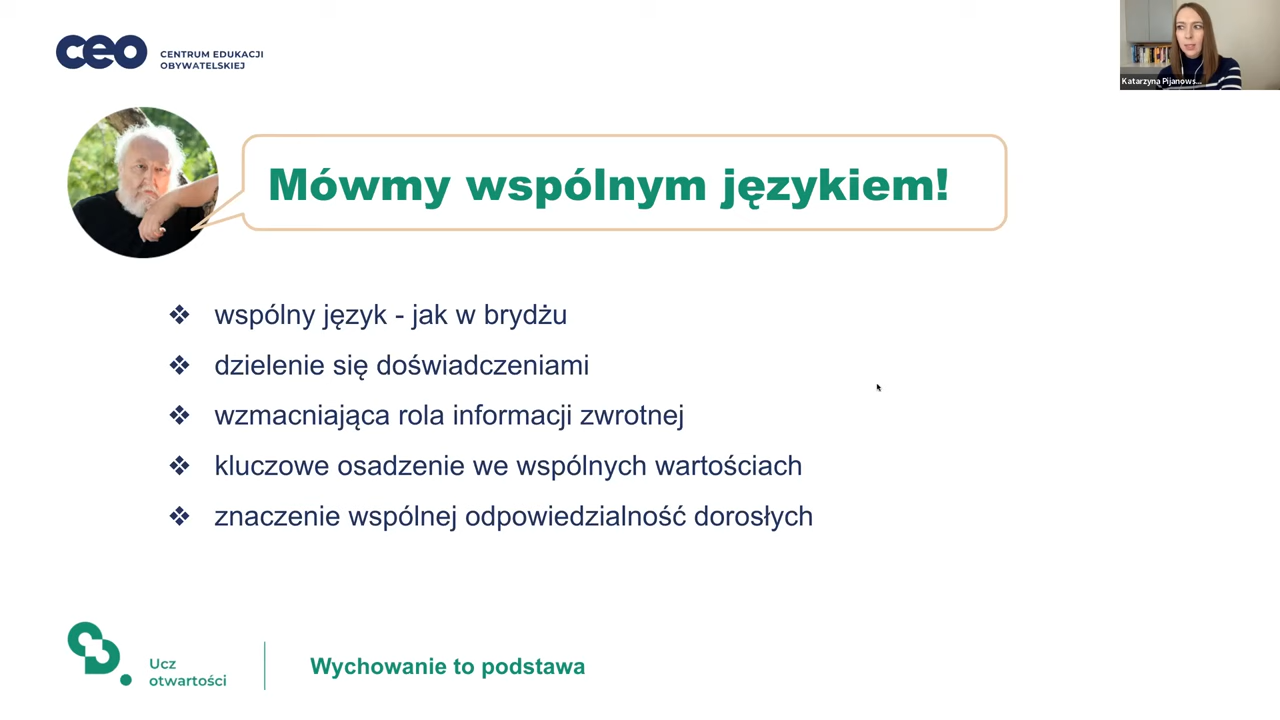 ceo
CENTRUM EDUKACJI
OBYWATELSKIEJ
Katarzyna Pijanows...
Mówmy wspólnym językiem!
❖ wspólny język - jak w brydżu
❖ dzielenie się doświadczeniami
❖ wzmacniająca rola informacji zwrotnej
❖ kluczowe osadzenie we wspólnych wartościach
❖ znaczenie wspólnej odpowiedzialność dorosłych
Ucz
otwartości
Wychowanie to podstawa